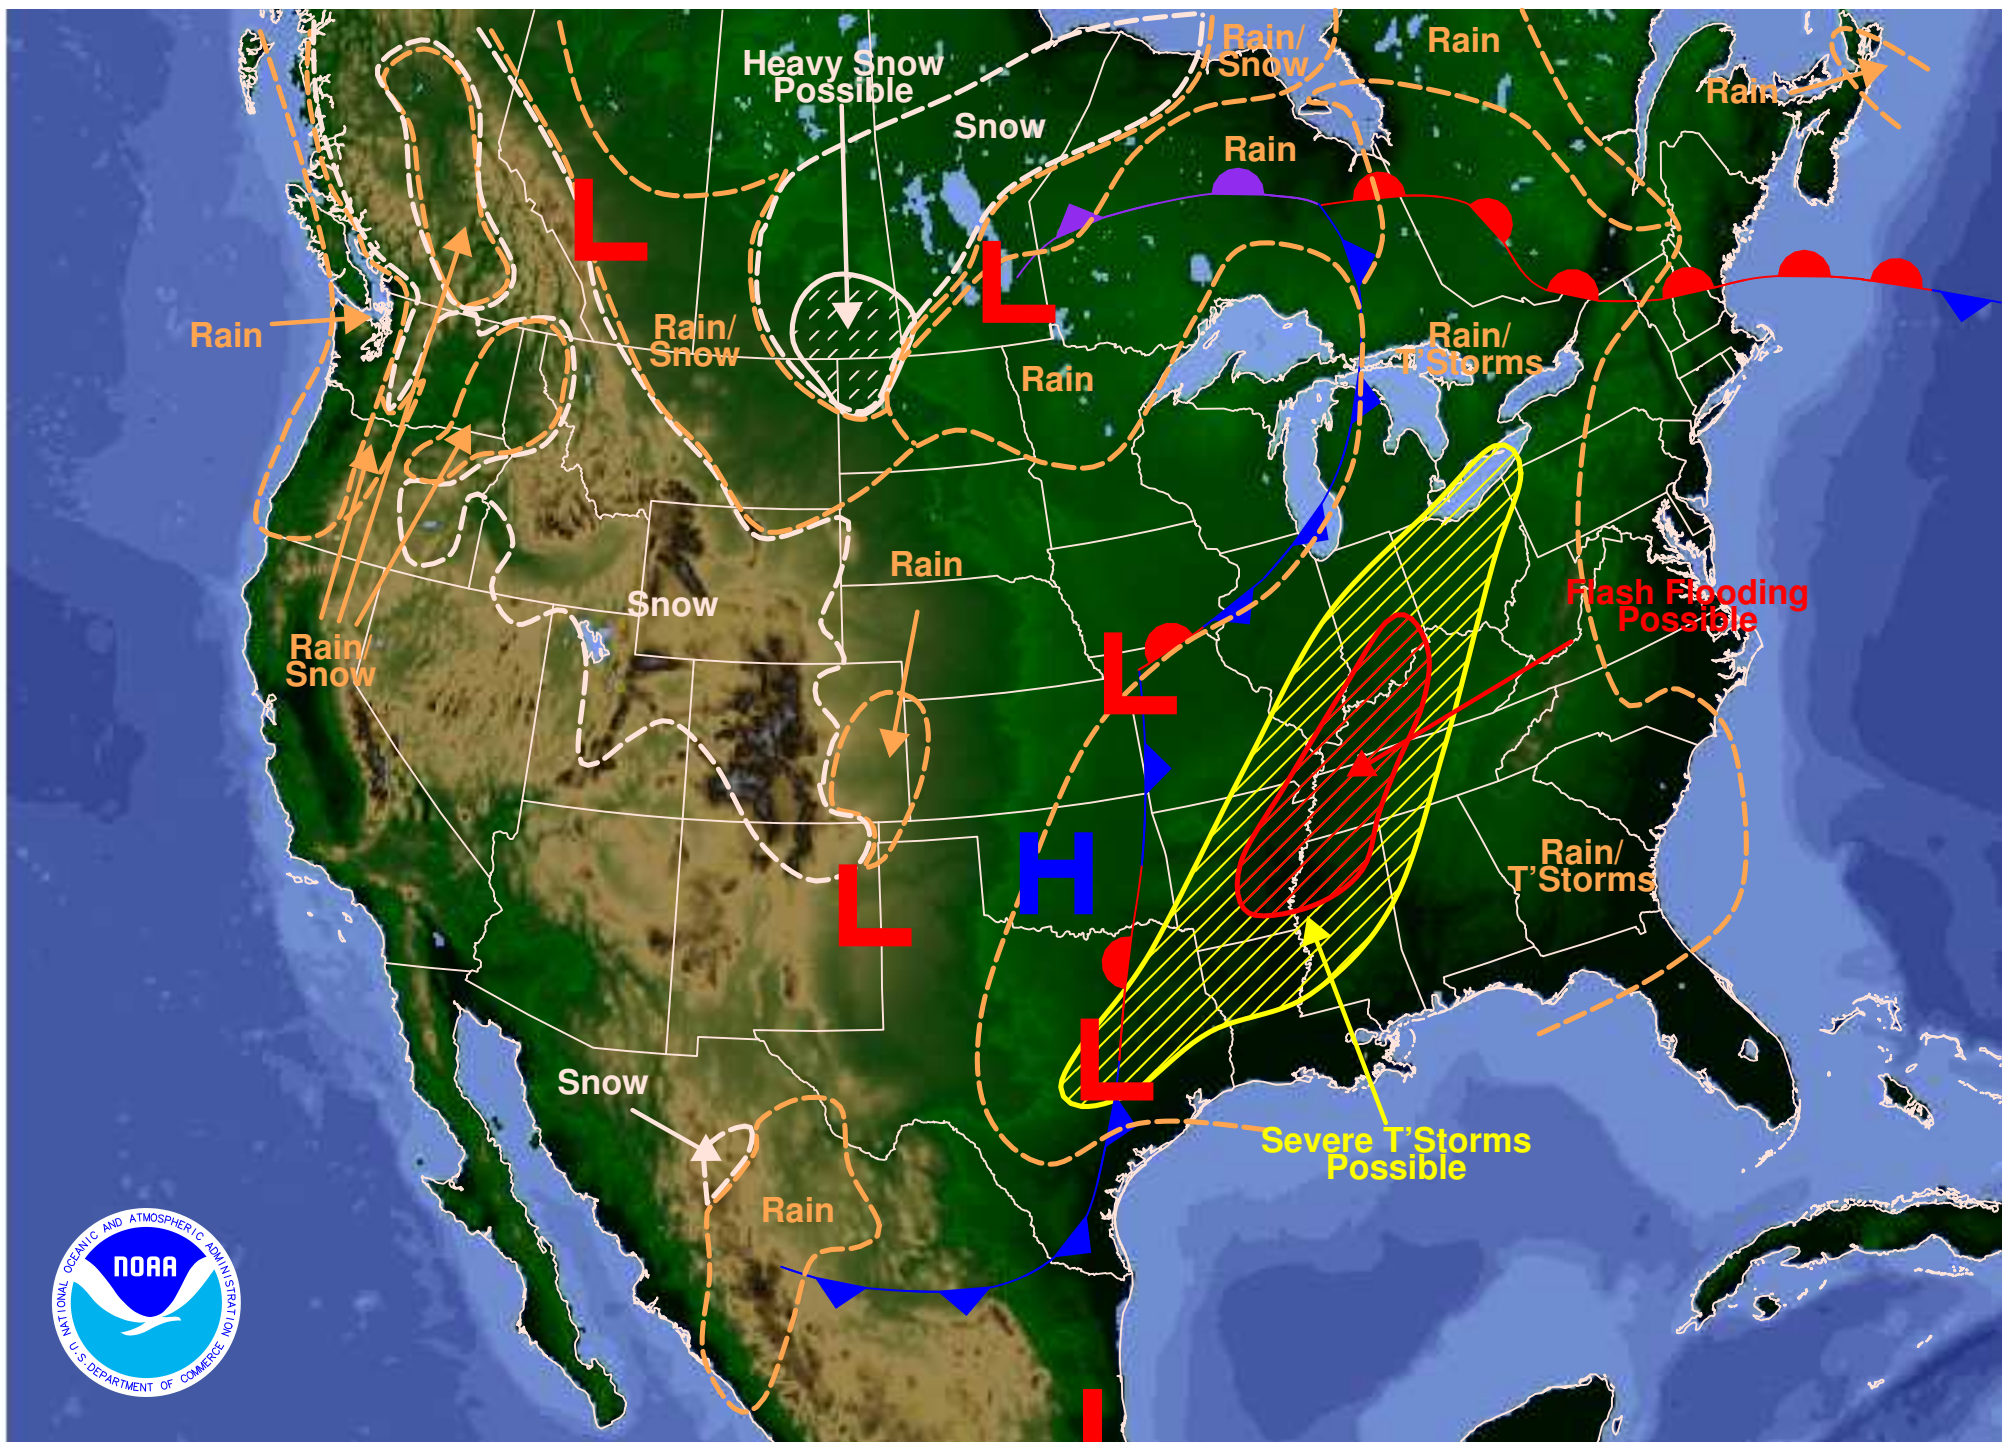 Rain/
Snow
Rain
Heavy Snow
Possible
Rain
Snow
Rain
Rain
Rain/
Snow
Rain/
T'Storms
Rain
Rain
Flash Flooding
Possible
Snow
Rain/
Snow
Rain/
T'Storms
L
L
L
H
L
L
Snow
Severe T'Storms
Possible
Rain
NATIONAL OCEANIC AND ATMOSPHERIC ADMINISTRATION
NOAA
U.S. DEPARTMENT OF COMMERCE